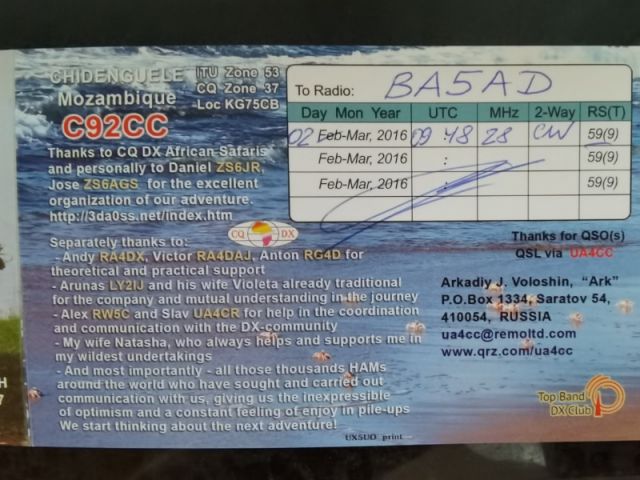 CHIDENGUELE
Mozambique
C92CC
ITU Zone 53
CQ Zone 37
Loc KG75CB
Thanks to CQ DX African Safaris
and personally to Daniel ZS6JR,
Jose ZS6AGS for the excellent
organization of our adventure.
http://3da0ss.net/index.htm
To Radio: BA5AD
Day Mon Year UTC MHz 2-Way RS(T)
02 Feb-Mar, 2016 09:48 28 CW 59(9)
Feb-Mar, 2016 : 59(9)
Feb-Mar, 2016 : 59(9)
CQ DX
Separately thanks to:
- Andy RA4DX, Victor RA4DAJ, Anton RG4D for
theoretical and practical support
- Arunas LY2IJ and his wife Violeta already traditional
for the company and mutual understanding in the journey
- Alex RW5C and Slav UA4CR for help in the coordination
and communication with the DX-community
- My wife Natasha, who always helps and supports me in
my wildest undertakings
- And most importantly - all those thousands HAMs
around the world who have sought and carried out
communication with us, giving us the inexpressible
of optimism and a constant feeling of enjoy in pile-ups
We start thinking about the next adventure!
Thanks for QSO(s)
QSL via UA4CC
Arkadiy J. Voloshin, "Ark"
P.O.Box 1334, Saratov 54,
410054, RUSSIA
ua4cc@remoltd.com
www.qrz.com/ua4cc
Top Band
DX Club
UX5UO print
H
7